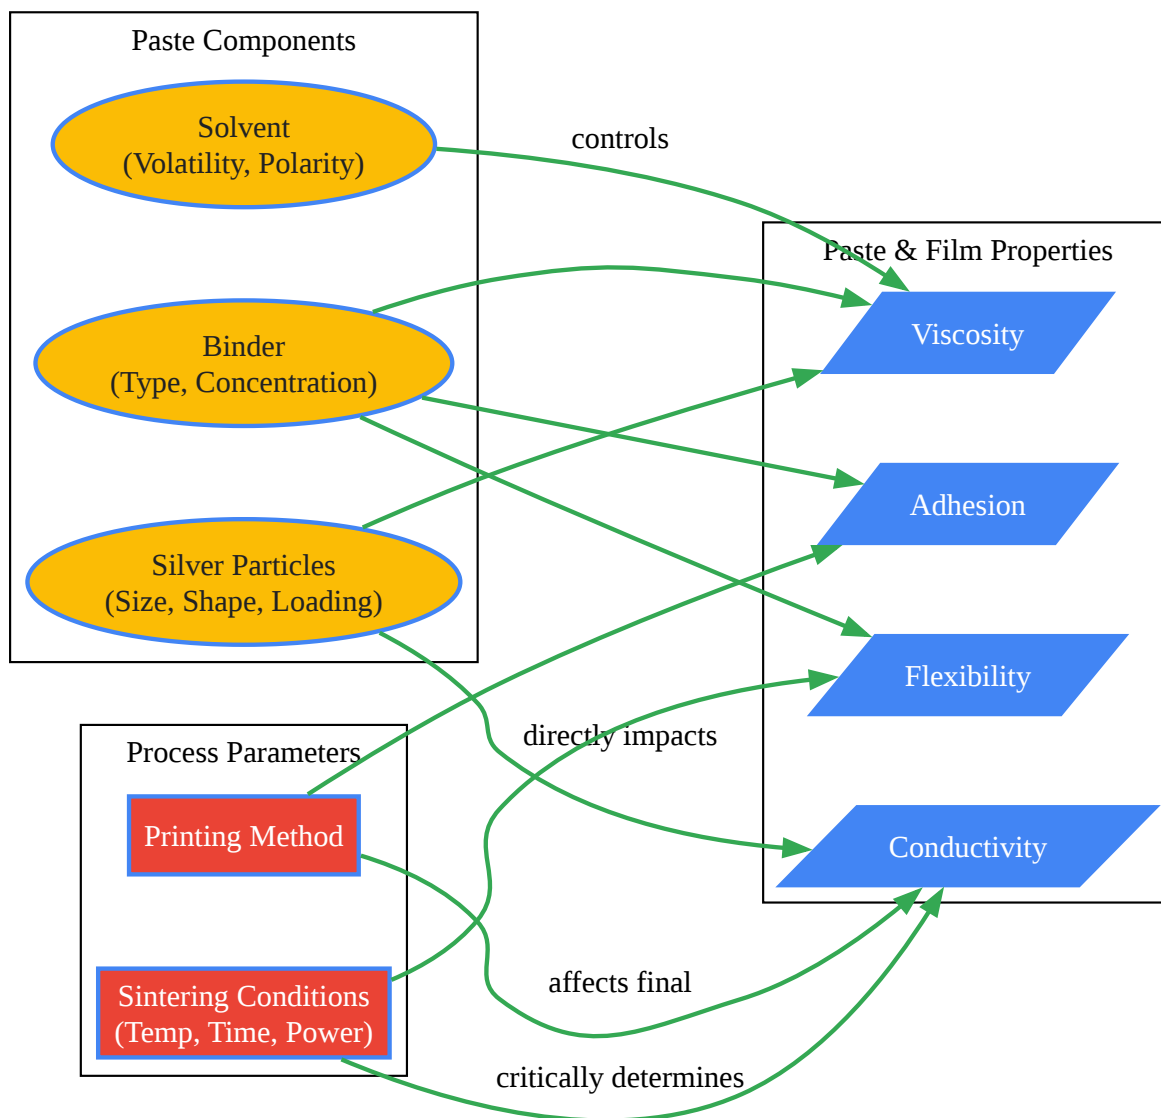 Paste Components
Solvent
(Volatility, Polarity)
Binder
(Type, Concentration)
Silver Particles
(Size, Shape, Loading)
Process Parameters
Printing Method
Sintering Conditions
(Temp, Time, Power)
controls
directly impacts
affects final
critically determines
Paste & Film Properties
Viscosity
Adhesion
Flexibility
Conductivity